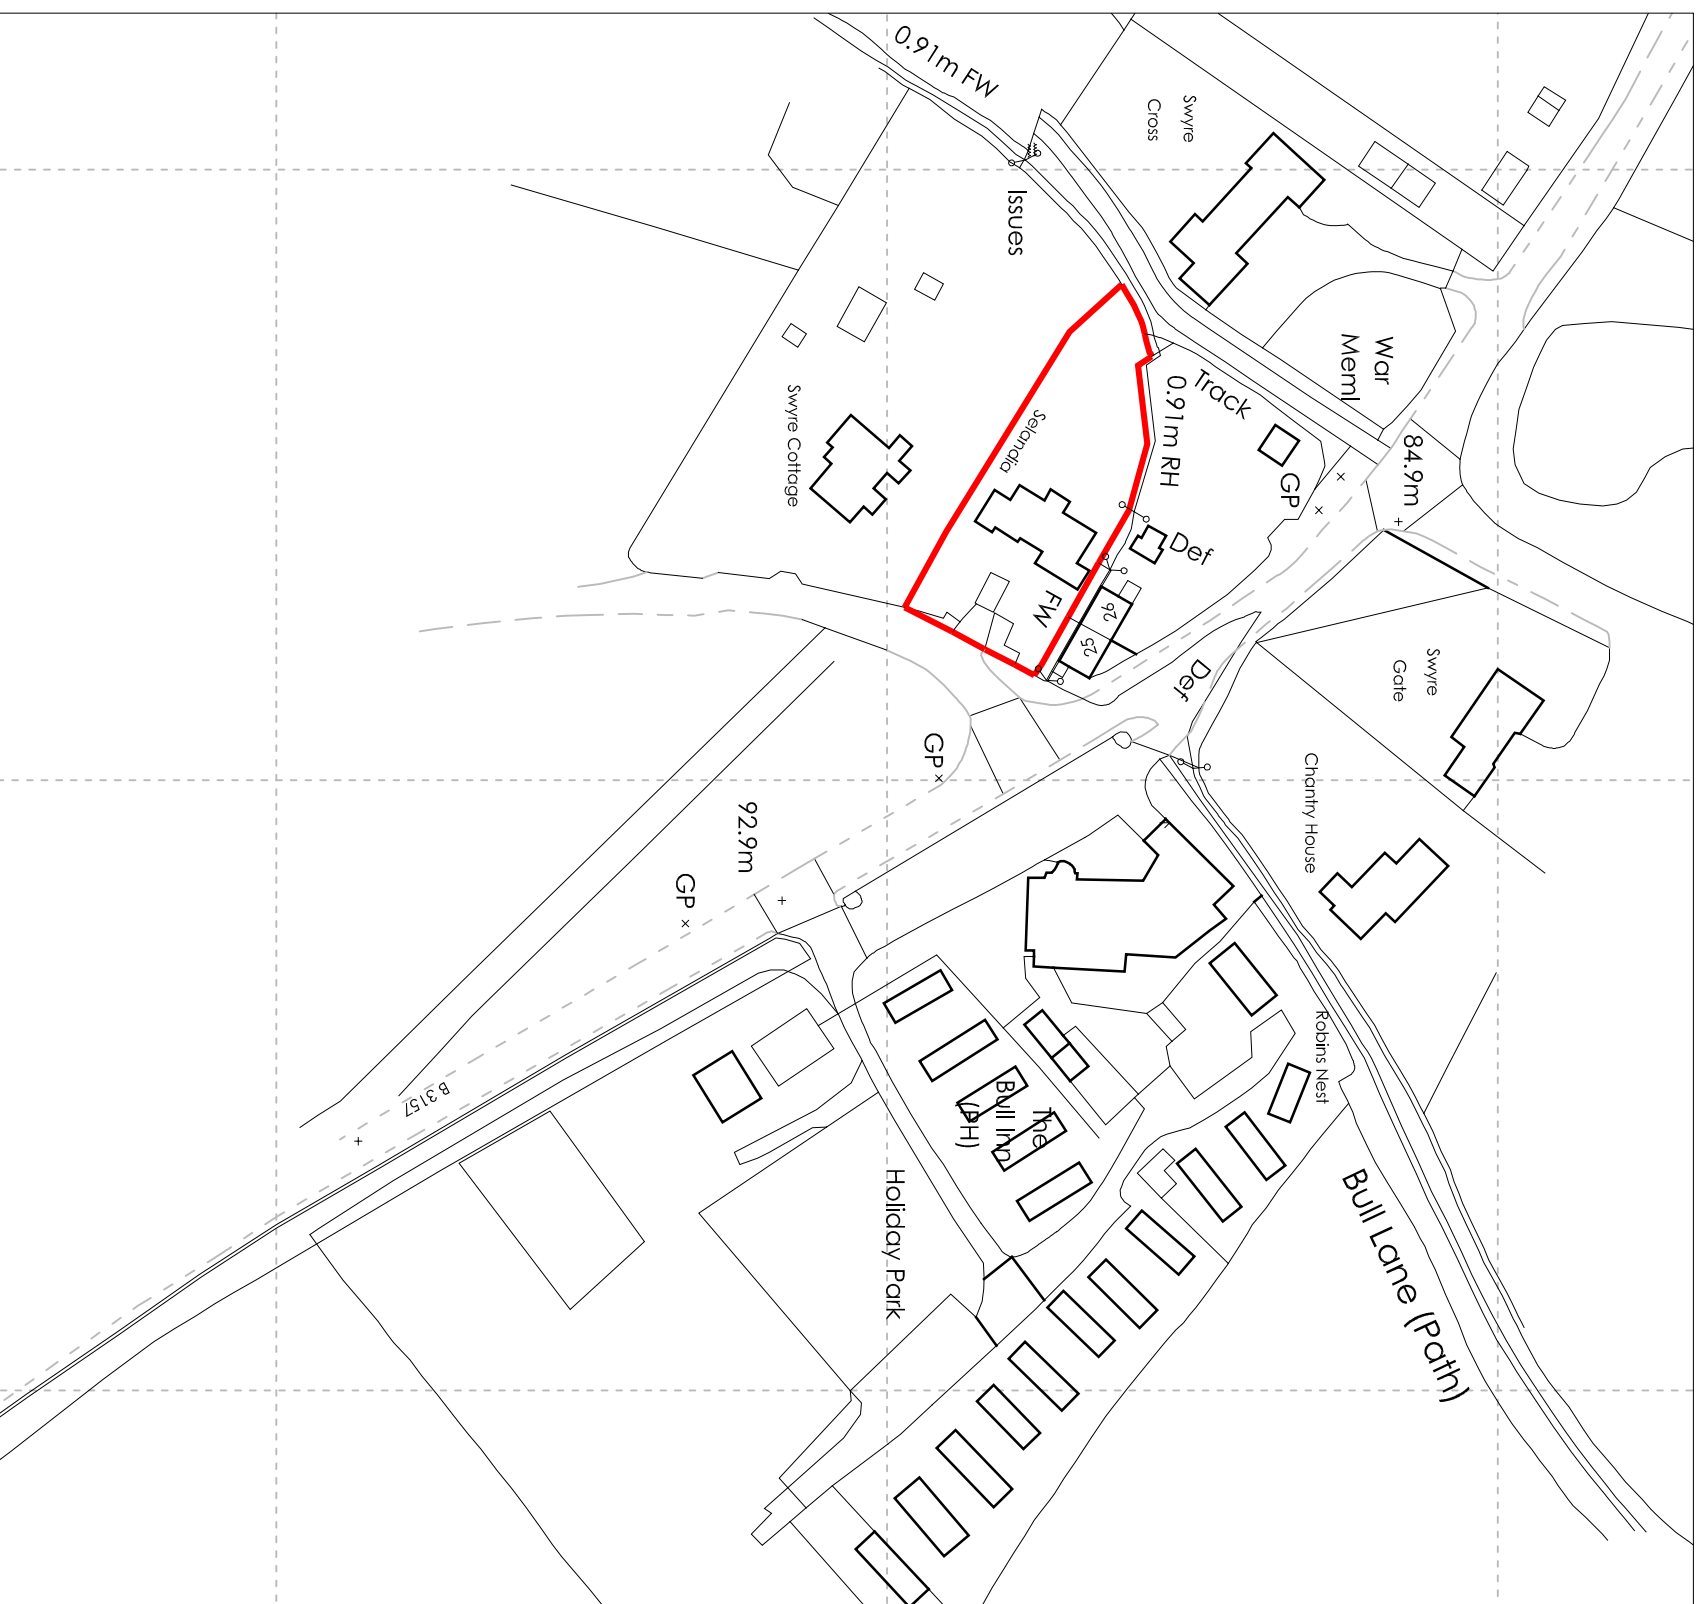 0.91m FW
Swyre
Cross
Issues
War
Meml
Track
0.91m RH
84.9m
GP
Selandia
Swyre Cottage
Def
FW
26
25
Def
Swyre
Gate
GP
Chantry House
92.9m
GP
B 3157
Robins Nest
The
Bull Inn
(PH)
Holiday Park
Bull Lane (Path)